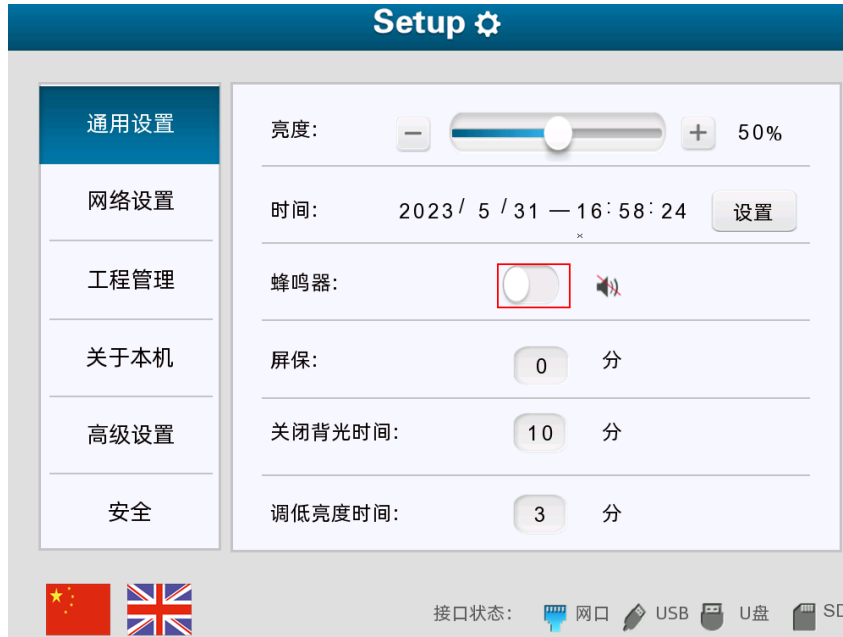 Setup
通用设置
网络设置
工程管理
关于本机
高级设置
安全
亮度: 50%
时间: 2023/ 5 /31 —16:58:24 设置
蜂鸣器:
屏保: 0 分
关闭背光时间: 10 分
调低亮度时间: 3 分
接口状态: 网口 USB U盘 SD